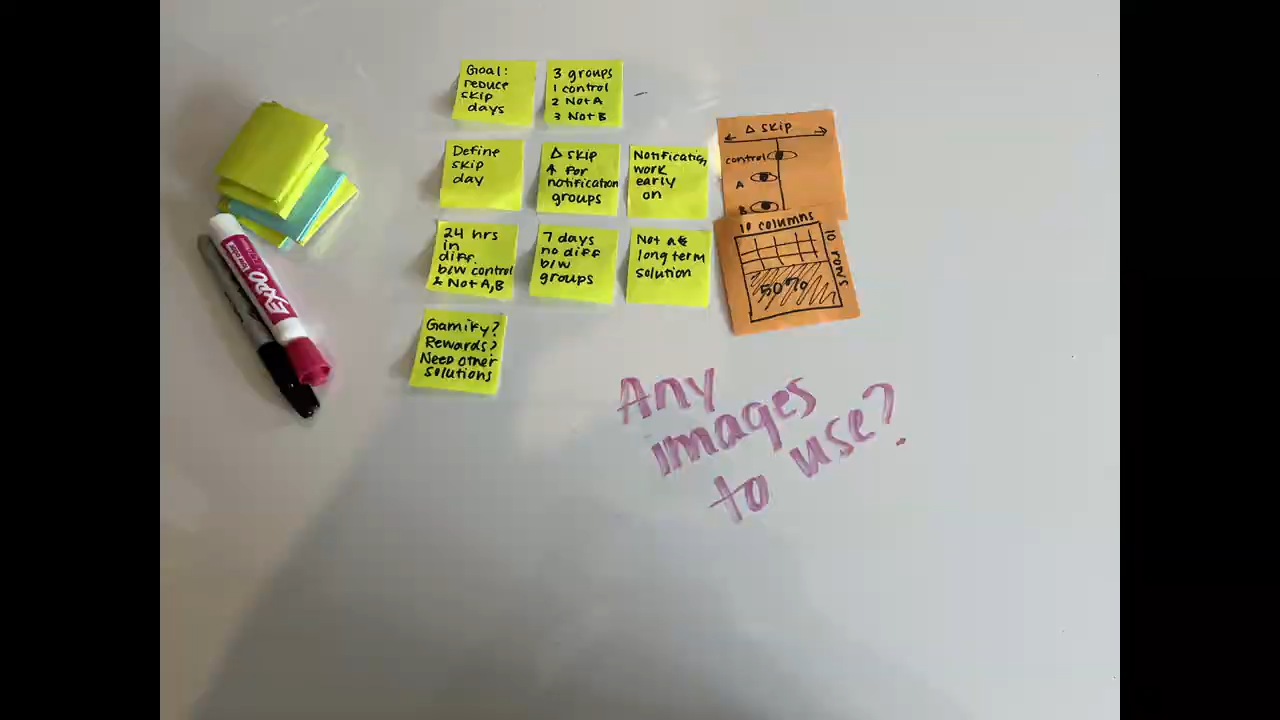 Goal:
reduce
skip
days
3 groups
1 control
2 Not A
3 Not B
Define
skip
day
Δ skip
↑ for
notification
groups
Notification
work
early
on
24 hrs
in
diff.
b/w control
& Not A,B
7 days
no diff
b/w
groups
Not a
long term
solution
Gamify?
Rewards?
Need other
solutions
Δ skip
control
A
B
10 columns
10 rows
50%
Any
images
to use?
EXPO